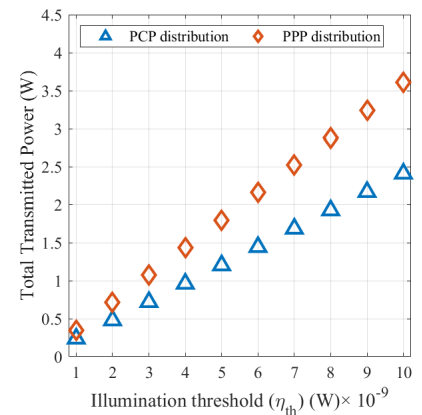 4.5
PCP distribution PPP distribution
4
3.5
3
2.5
2
1.5
1
0.5
0
Total Transmitted Power (W)
1 2 3 4 5 6 7 8 9 10
Illumination threshold (η_th) (W)× 10^-9